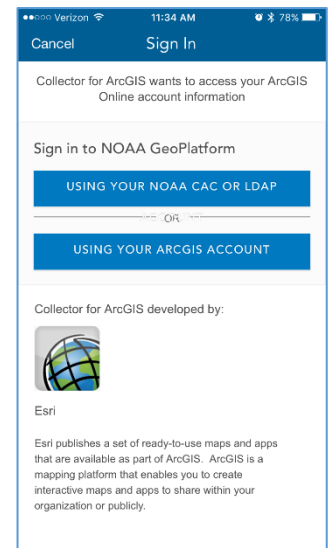 Verizon 11:34 AM 78%
Cancel Sign In
Collector for ArcGIS wants to access your ArcGIS
Online account information
Sign in to NOAA GeoPlatform
USING YOUR NOAA CAC OR LDAP
OR
USING YOUR ARCGIS ACCOUNT
Collector for ArcGIS developed by:
Esri
Esri publishes a set of ready-to-use maps and apps
that are available as part of ArcGIS. ArcGIS is a
mapping platform that enables you to create
interactive maps and apps to share within your
organization or publicly.